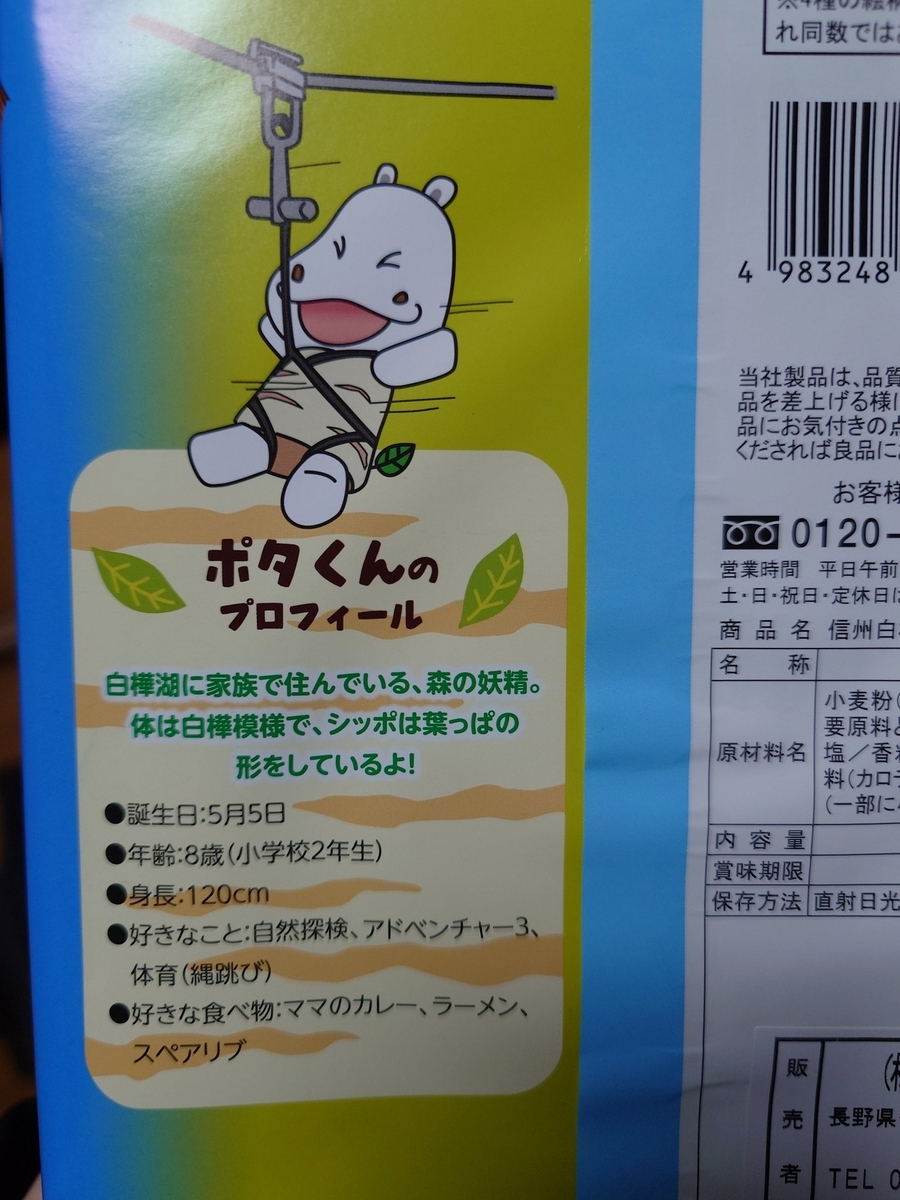 ポタくんの
プロフィール
白樺湖に家族で住んでいる、森の妖精。
体は白樺模様で、シッポは葉っぱの
形をしているよ!
●誕生日:5月5日
●年齢:8歳(小学校2年生)
●身長:120cm
●好きなこと:自然探検、アドベンチャー3、
体育(縄跳び)
●好きな食べ物:ママのカレー、ラーメン、
スペアリブ
※4種の絵柄
れ同数では
4 983248
当社製品は、品質
品を差上げる様に
品にお気付きの点
くだされば良品に
お客様
0120-
営業時間 平日午前
土・日・祝日・定休日は
商品名 信州白
名称
原材料名
小麦粉(
要原料と
塩/香料
料(カロチ
(一部に
内容量
賞味期限
保存方法 直射日光
販売者
(株
長野県
TEL 0